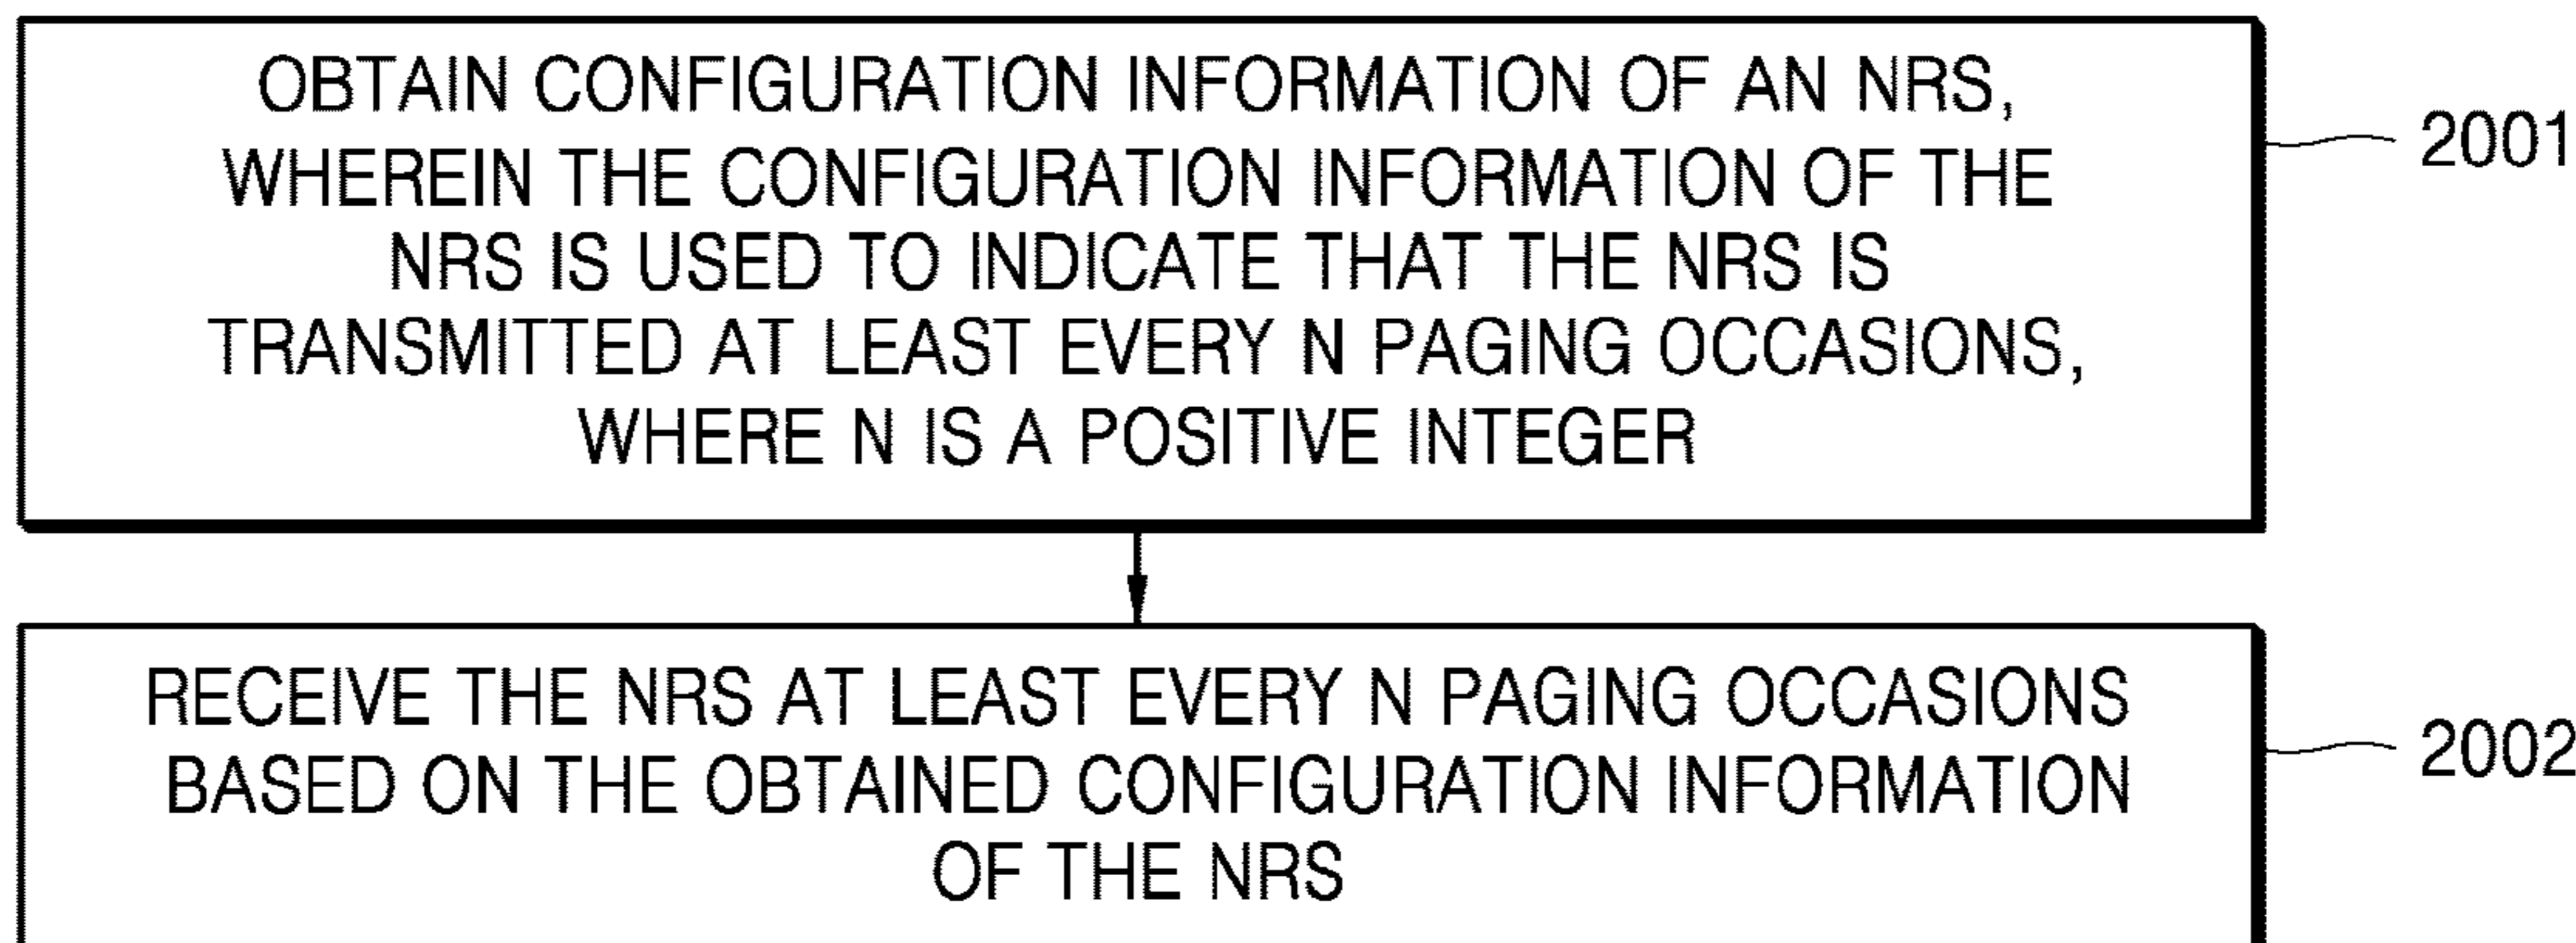 OBTAIN CONFIGURATION INFORMATION OF AN NRS,
WHEREIN THE CONFIGURATION INFORMATION OF THE
NRS IS USED TO INDICATE THAT THE NRS IS
TRANSMITTED AT LEAST EVERY N PAGING OCCASIONS,
WHERE N IS A POSITIVE INTEGER
2001
RECEIVE THE NRS AT LEAST EVERY N PAGING OCCASIONS
BASED ON THE OBTAINED CONFIGURATION INFORMATION
OF THE NRS
2002